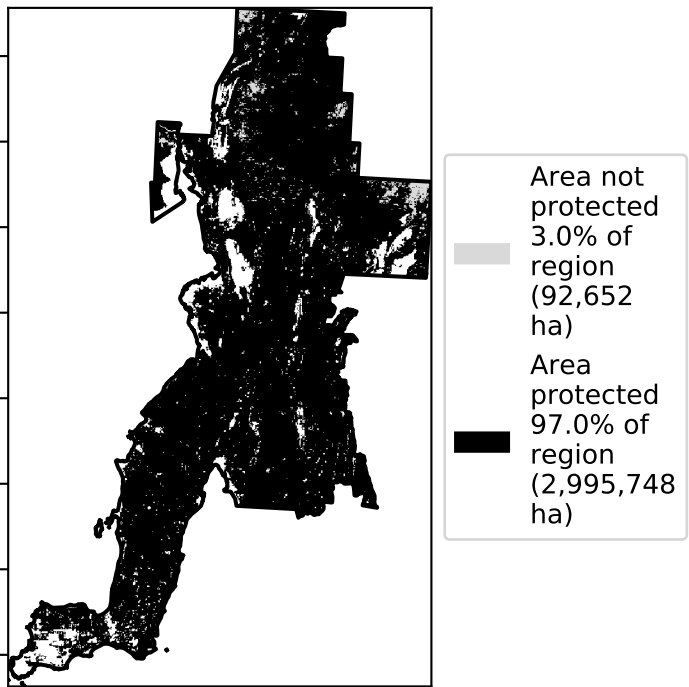 Area not
protected
3.0% of
region
(92,652
ha)
Area
protected
97.0% of
region
(2,995,748
ha)